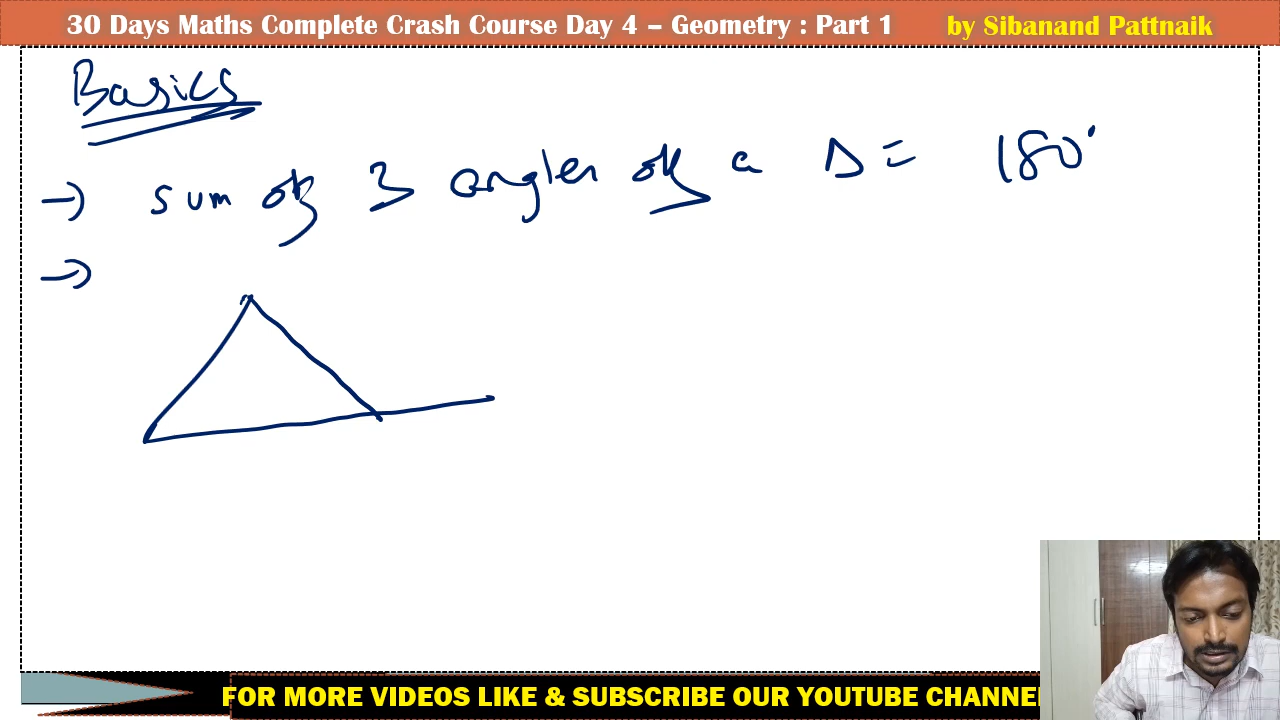 30 Days Maths Complete Crash Course Day 4 – Geometry : Part 1 by Sibanand Pattnaik
Basics
→ sum of 3 angles of a Δ = 180°
→
FOR MORE VIDEOS LIKE & SUBSCRIBE OUR YOUTUBE CHANNEL